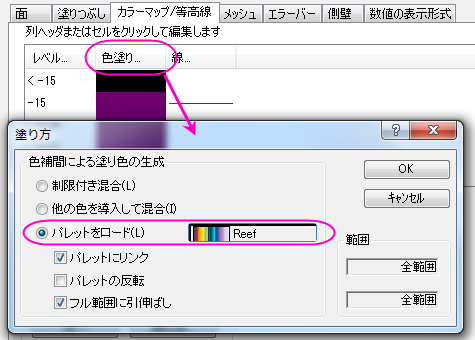 面 塗りつぶし カラーマップ/等高線 メッシュ エラーバー 側壁 数値の表示形式
列ヘッダまたはセルをクリックして編集します
レベル... 色塗り... 線...
< -15
-15
塗り方
色補間による塗り色の生成
制限付き混合(L)
他の色を導入して混合(I)
パレットをロード(L) Reef
パレットにリンク
パレットの反転
フル範囲に引伸ばし
OK
キャンセル
範囲
全範囲
全範囲